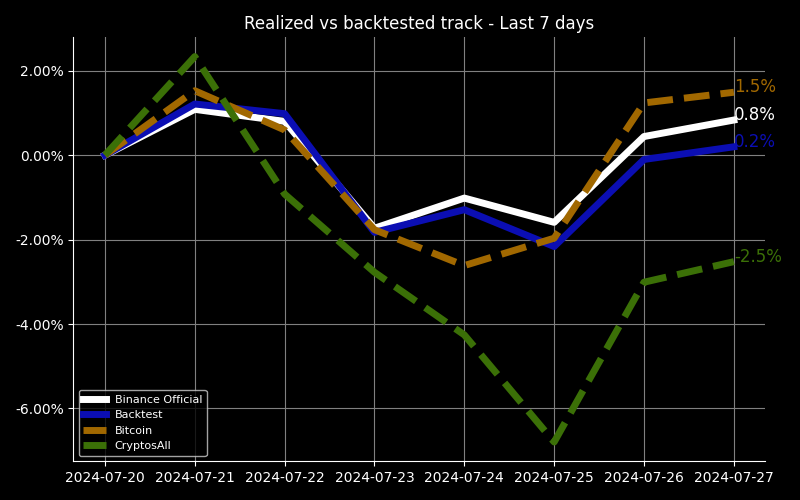 Realized vs backtested track - Last 7 days
2.00%
0.00%
-2.00%
-4.00%
-6.00%
1.5%
0.8%
0.2%
-2.5%
Binance Official
Backtest
Bitcoin
CryptosAll
2024-07-20 2024-07-21 2024-07-22 2024-07-23 2024-07-24 2024-07-25 2024-07-26 2024-07-27